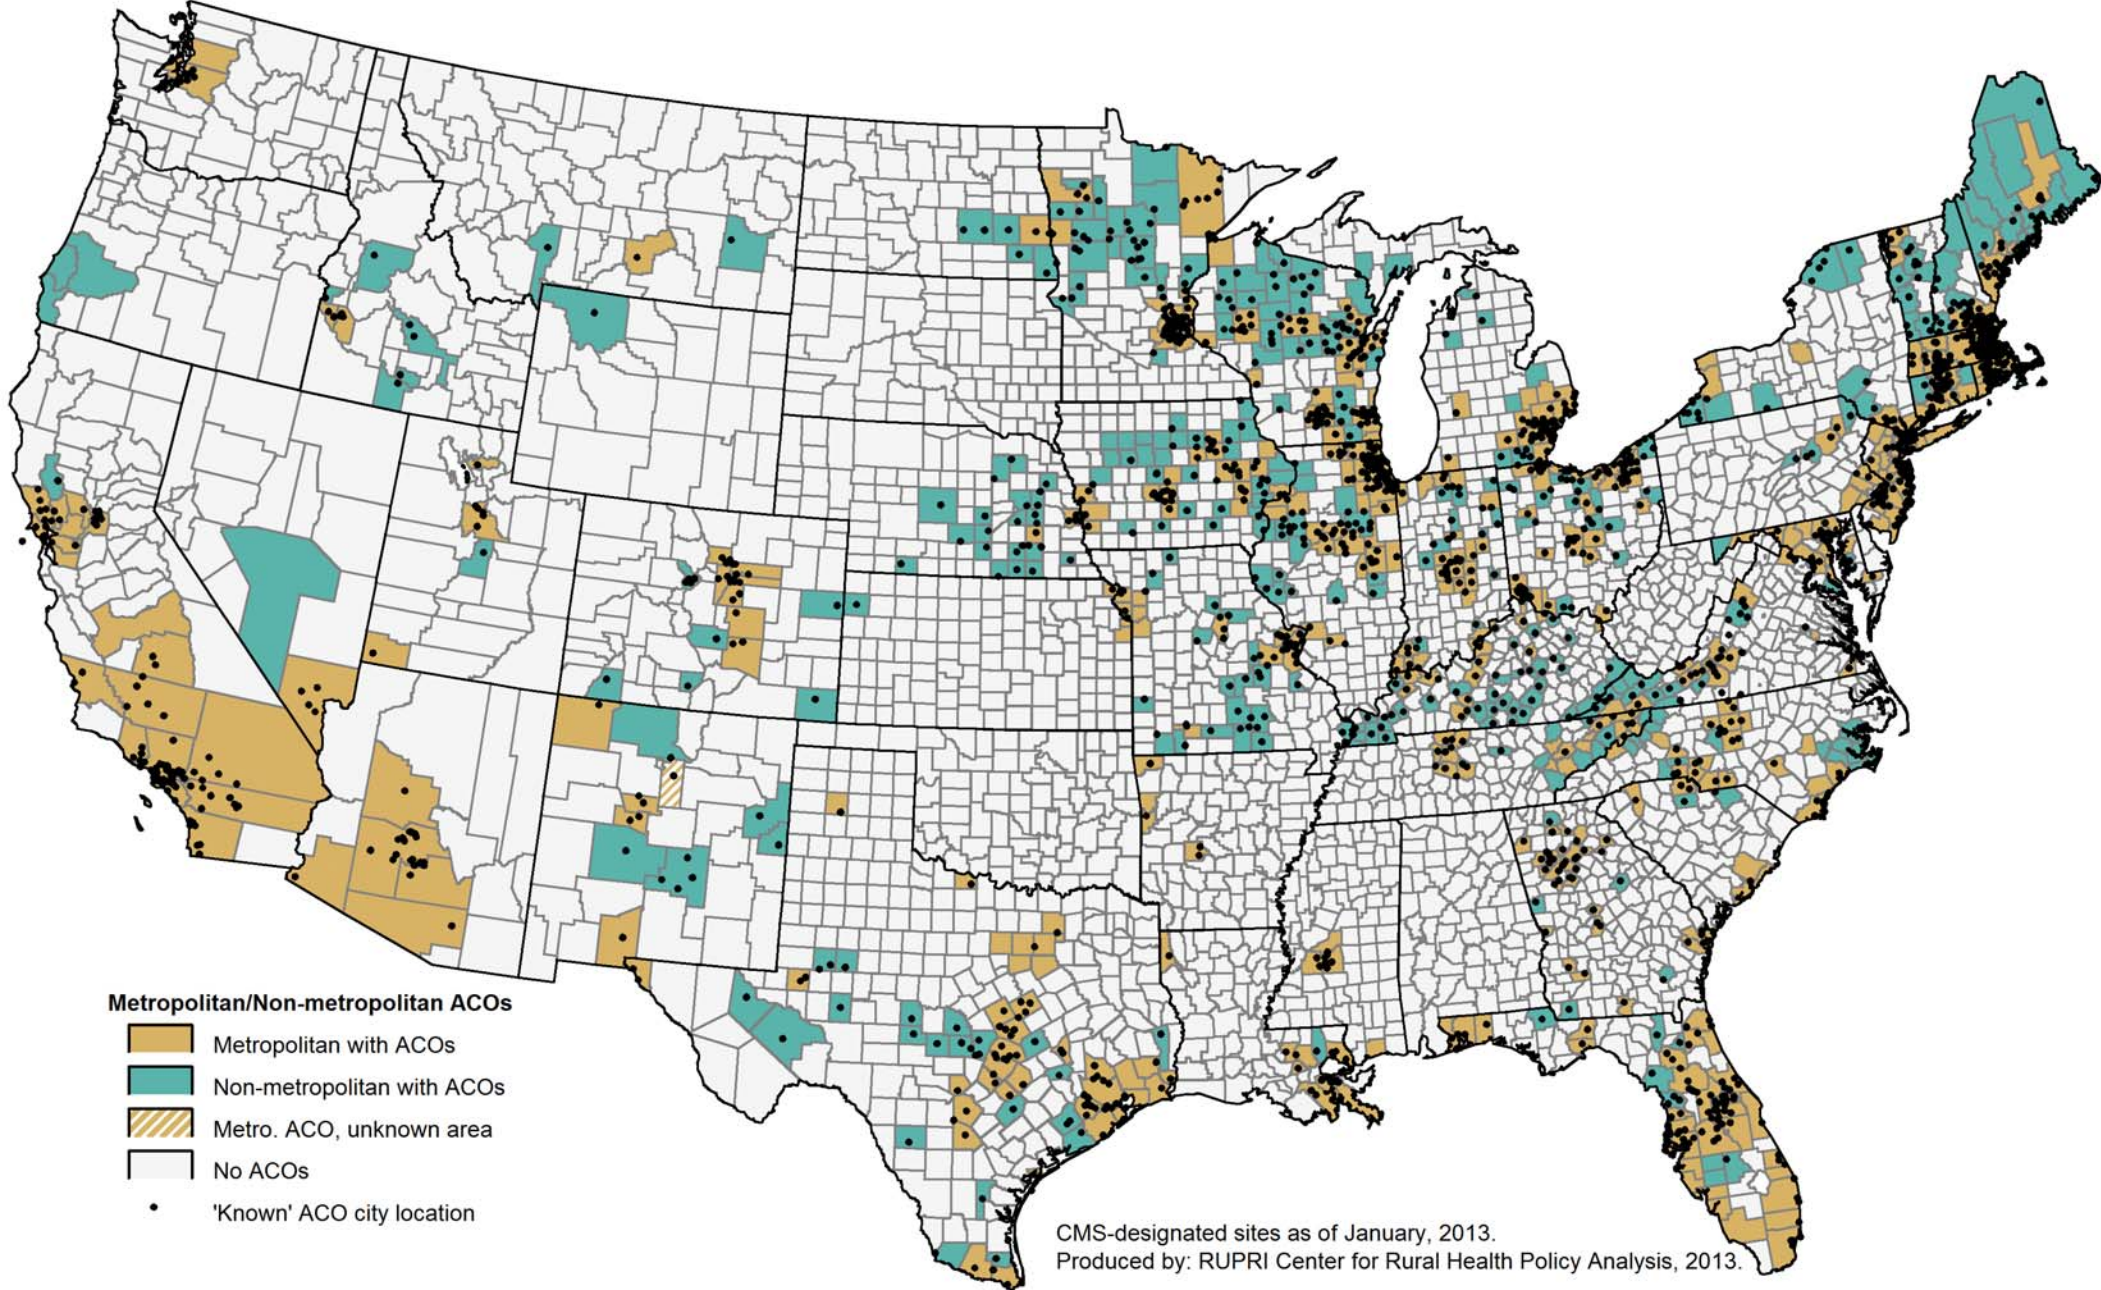 Metropolitan/Non-metropolitan ACOs
Metropolitan with ACOs
Non-metropolitan with ACOs
Metro. ACO, unknown area
No ACOs
'Known' ACO city location
CMS-designated sites as of January, 2013.
Produced by: RUPRI Center for Rural Health Policy Analysis, 2013.